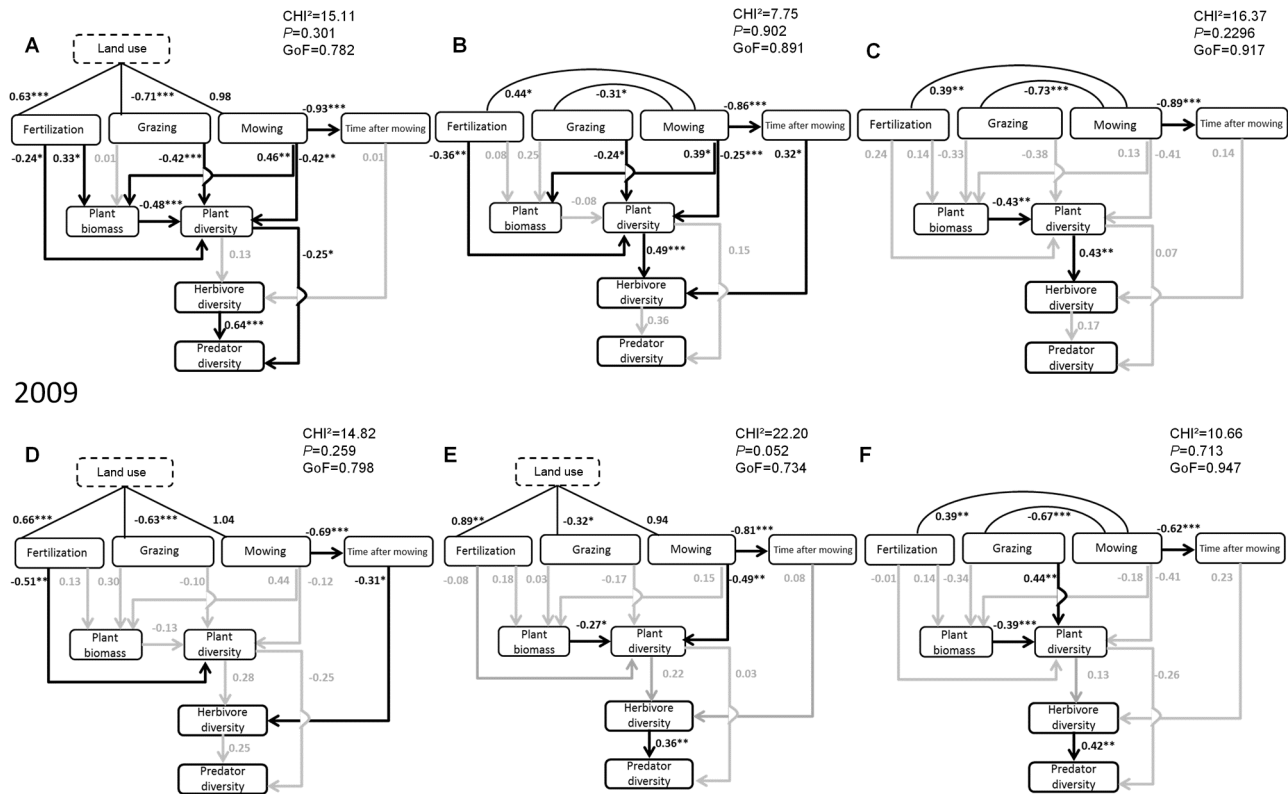 A
CHI²=15.11
P=0.301
GoF=0.782
Land use
0.63***
-0.71***
0.98
-0.93***
Fertilization
Grazing
Mowing
Time after mowing
-0.24*
0.33*
0.01
-0.42***
0.46**
-0.42**
0.01
Plant
biomass
-0.48***
Plant
diversity
0.13
-0.25*
Herbivore
diversity
0.64***
Predator
diversity
B
CHI²=7.75
P=0.902
GoF=0.891
0.44*
-0.31*
-0.86***
Fertilization
Grazing
Mowing
Time after mowing
-0.36**
0.08
0.25
-0.24*
0.39*
-0.25***
0.32*
Plant
biomass
-0.08
Plant
diversity
0.49***
0.15
Herbivore
diversity
0.36
Predator
diversity
C
CHI²=16.37
P=0.2296
GoF=0.917
0.39**
-0.73***
-0.89***
Fertilization
Grazing
Mowing
Time after mowing
0.24
0.14
-0.33
-0.38
0.13
-0.41
0.14
Plant
biomass
-0.43**
Plant
diversity
0.43**
0.07
Herbivore
diversity
0.17
Predator
diversity
2009
D
CHI²=14.82
P=0.259
GoF=0.798
Land use
0.66***
-0.63***
1.04
-0.69***
Fertilization
Grazing
Mowing
Time after mowing
-0.51**
0.13
0.30
-0.10
0.44
-0.12
-0.31*
Plant
biomass
-0.13
Plant
diversity
0.28
-0.25
Herbivore
diversity
0.25
Predator
diversity
E
CHI²=22.20
P=0.052
GoF=0.734
Land use
0.89**
-0.32*
0.94
-0.81***
Fertilization
Grazing
Mowing
Time after mowing
-0.08
0.18
0.03
-0.17
0.15
-0.49**
0.08
Plant
biomass
-0.27*
Plant
diversity
0.22
0.03
Herbivore
diversity
0.36**
Predator
diversity
F
CHI²=10.66
P=0.713
GoF=0.947
0.39**
-0.67***
-0.62***
Fertilization
Grazing
Mowing
Time after mowing
-0.01
0.14
-0.34
0.44**
-0.18
-0.41
0.23
Plant
biomass
-0.39***
Plant
diversity
0.13
-0.26
Herbivore
diversity
0.42**
Predator
diversity